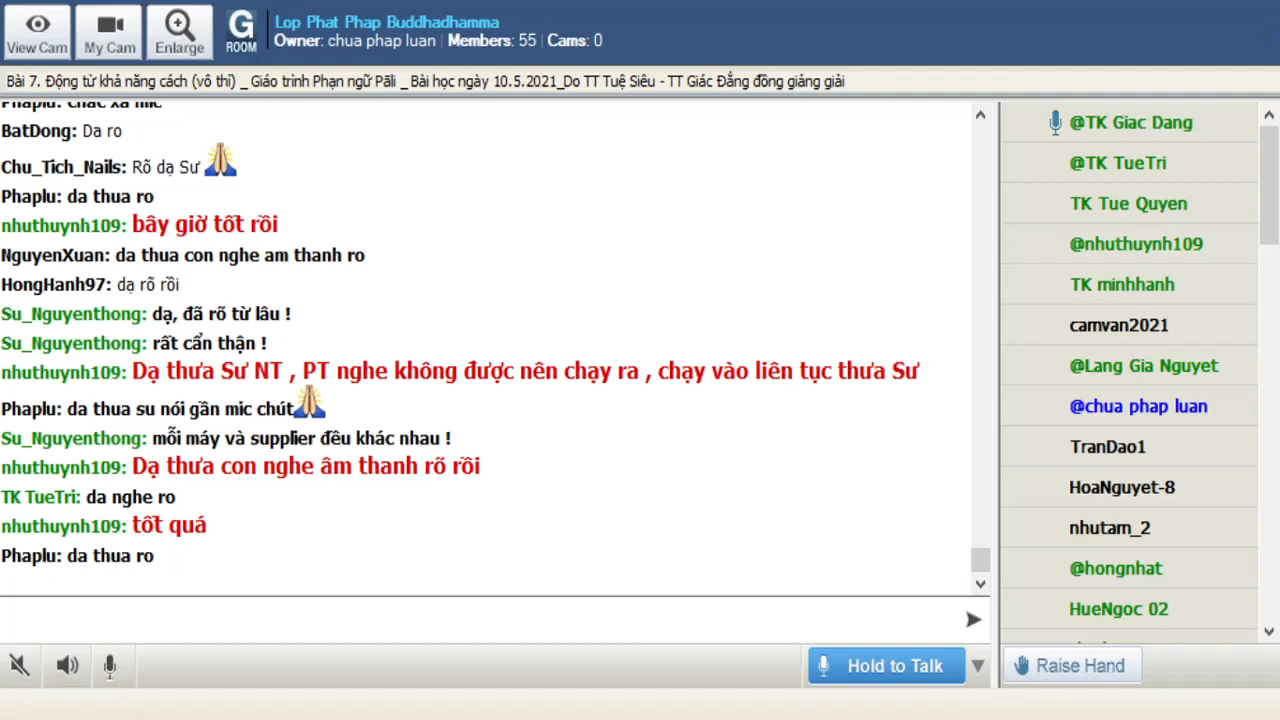 View Cam
My Cam
Enlarge
G
ROOM
Lop Phat Phap Buddhadhamma
Owner: chua phap luan | Members: 55 | Cams: 0
Bài 7. Động từ khả năng cách (vô thì) _ Giáo trình Phạn ngữ Pãli _ Bài học ngày 10.5.2021_Do TT Tuệ Siêu - TT Giác Đẳng đồng giảng giải
Phaplu: chac xa mic
BatDong: Da ro
Chu_Tich_Nails: Rõ dạ Sư
Phaplu: da thua ro
nhuthuynh109: bây giờ tốt rồi
NguyenXuan: da thua con nghe am thanh ro
HongHanh97: dạ rõ rồi
Su_Nguyenthong: dạ, đã rõ từ lâu !
Su_Nguyenthong: rất cẩn thận !
nhuthuynh109: Dạ thưa Sư NT , PT nghe không được nên chạy ra , chạy vào liên tục thưa Sư
Phaplu: da thưa su nói gần mic chút
Su_Nguyenthong: mỗi máy và supplier đều khác nhau !
nhuthuynh109: Dạ thưa con nghe âm thanh rõ rồi
TK TueTri: da nghe ro
nhuthuynh109: tốt quá
Phaplu: da thua ro
@TK Giac Dang
@TK TueTri
TK Tue Quyen
@nhuthuynh109
TK minhhanh
camvan2021
@Lang Gia Nguyet
@chua phap luan
TranDao1
HoaNguyet-8
nhutam_2
@hongnhat
HueNgoc 02
Hold to Talk
Raise Hand